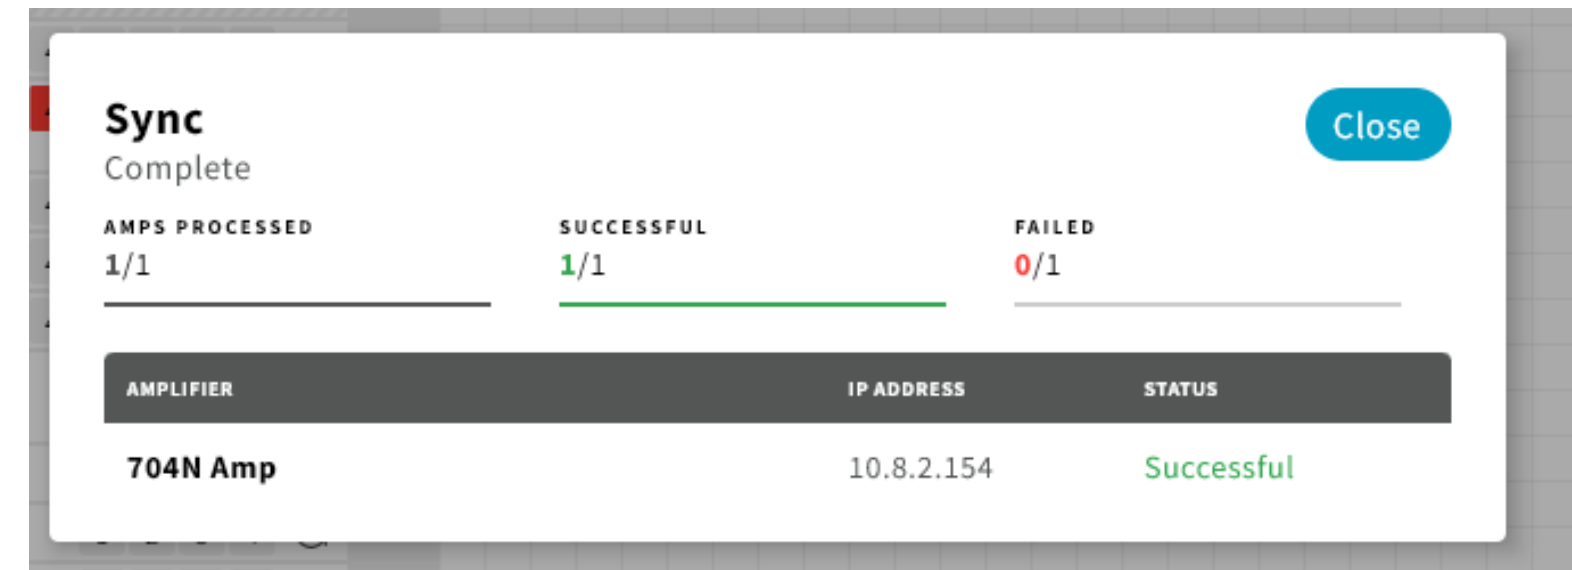 Sync
Close
Complete
AMPS PROCESSED
SUCCESSFUL
FAILED
1/1
1/1
0/1
AMPLIFIER
IP ADDRESS
STATUS
704N Amp
10.8.2.154
Successful